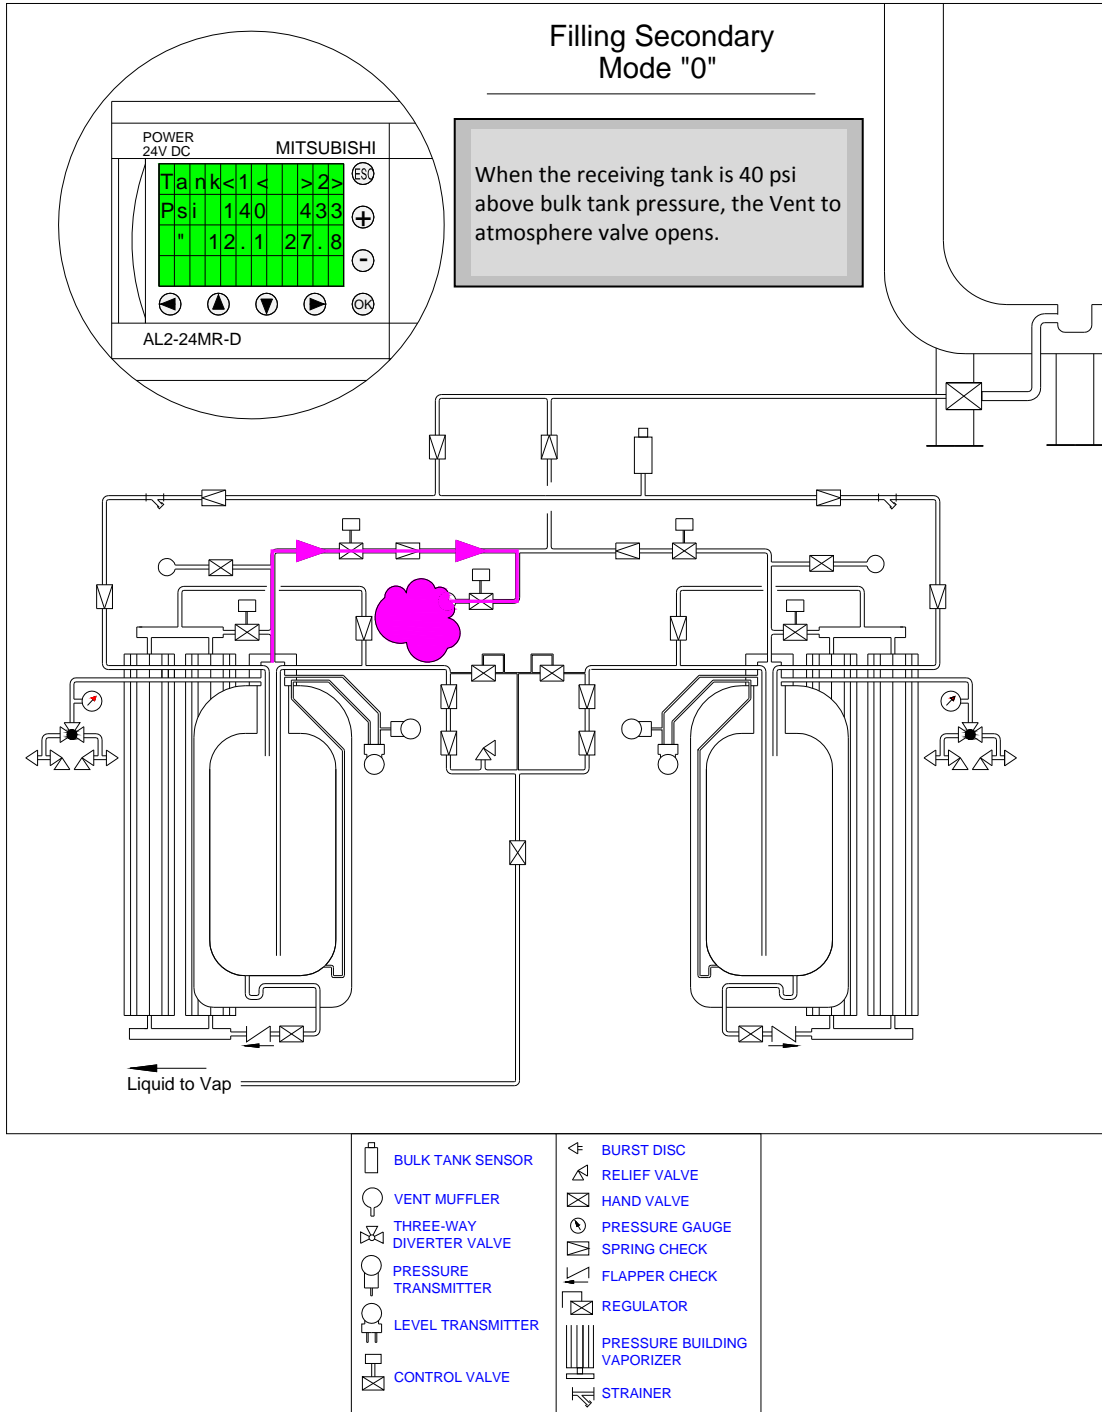 Filling Secondary
Mode "0"
POWER
24V DC
MITSUBISHI
Tank<1< >2>
Psi 140 433
" 12.1 27.8
ESC
+
-
OK
AL2-24MR-D
When the receiving tank is 40 psi
above bulk tank pressure, the Vent to
atmosphere valve opens.
Liquid to Vap
BULK TANK SENSOR
VENT MUFFLER
THREE-WAY
DIVERTER VALVE
PRESSURE
TRANSMITTER
LEVEL TRANSMITTER
CONTROL VALVE
BURST DISC
RELIEF VALVE
HAND VALVE
PRESSURE GAUGE
SPRING CHECK
FLAPPER CHECK
REGULATOR
PRESSURE BUILDING
VAPORIZER
STRAINER